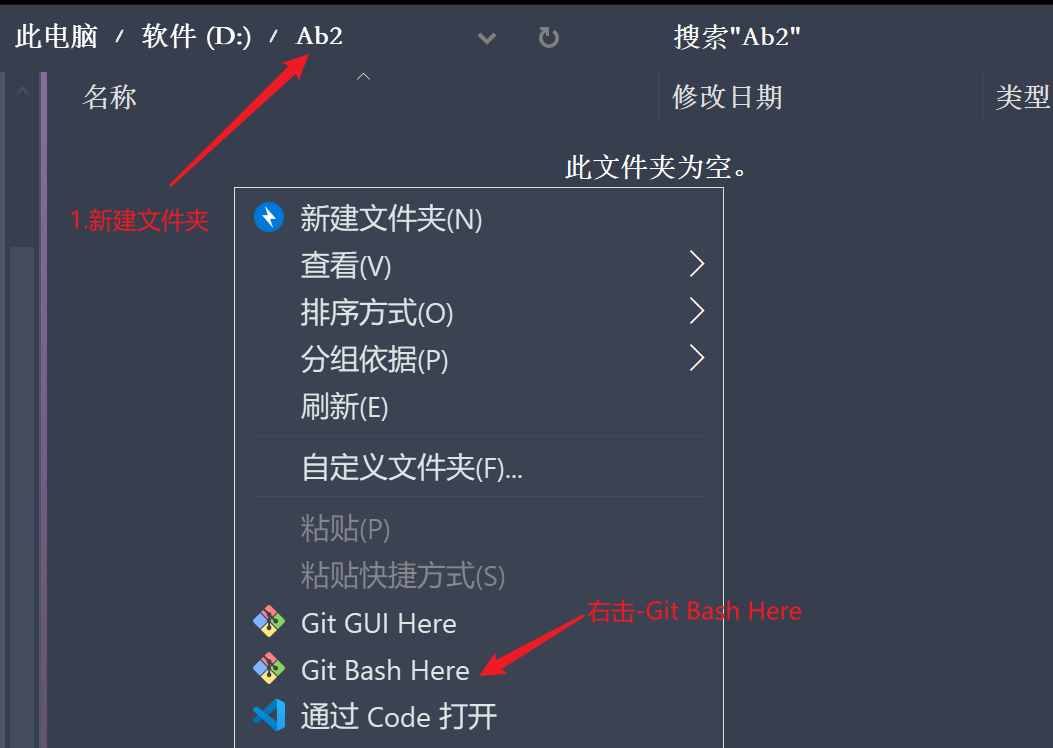 此电脑 / 软件 (D:) / Ab2
搜索"Ab2"
名称
修改日期
类型
此文件夹为空。
1.新建文件夹
新建文件夹(N)
查看(V)
排序方式(O)
分组依据(P)
刷新(E)
自定义文件夹(F)...
粘贴(P)
粘贴快捷方式(S)
右击-Git Bash Here
Git GUI Here
Git Bash Here
通过 Code 打开